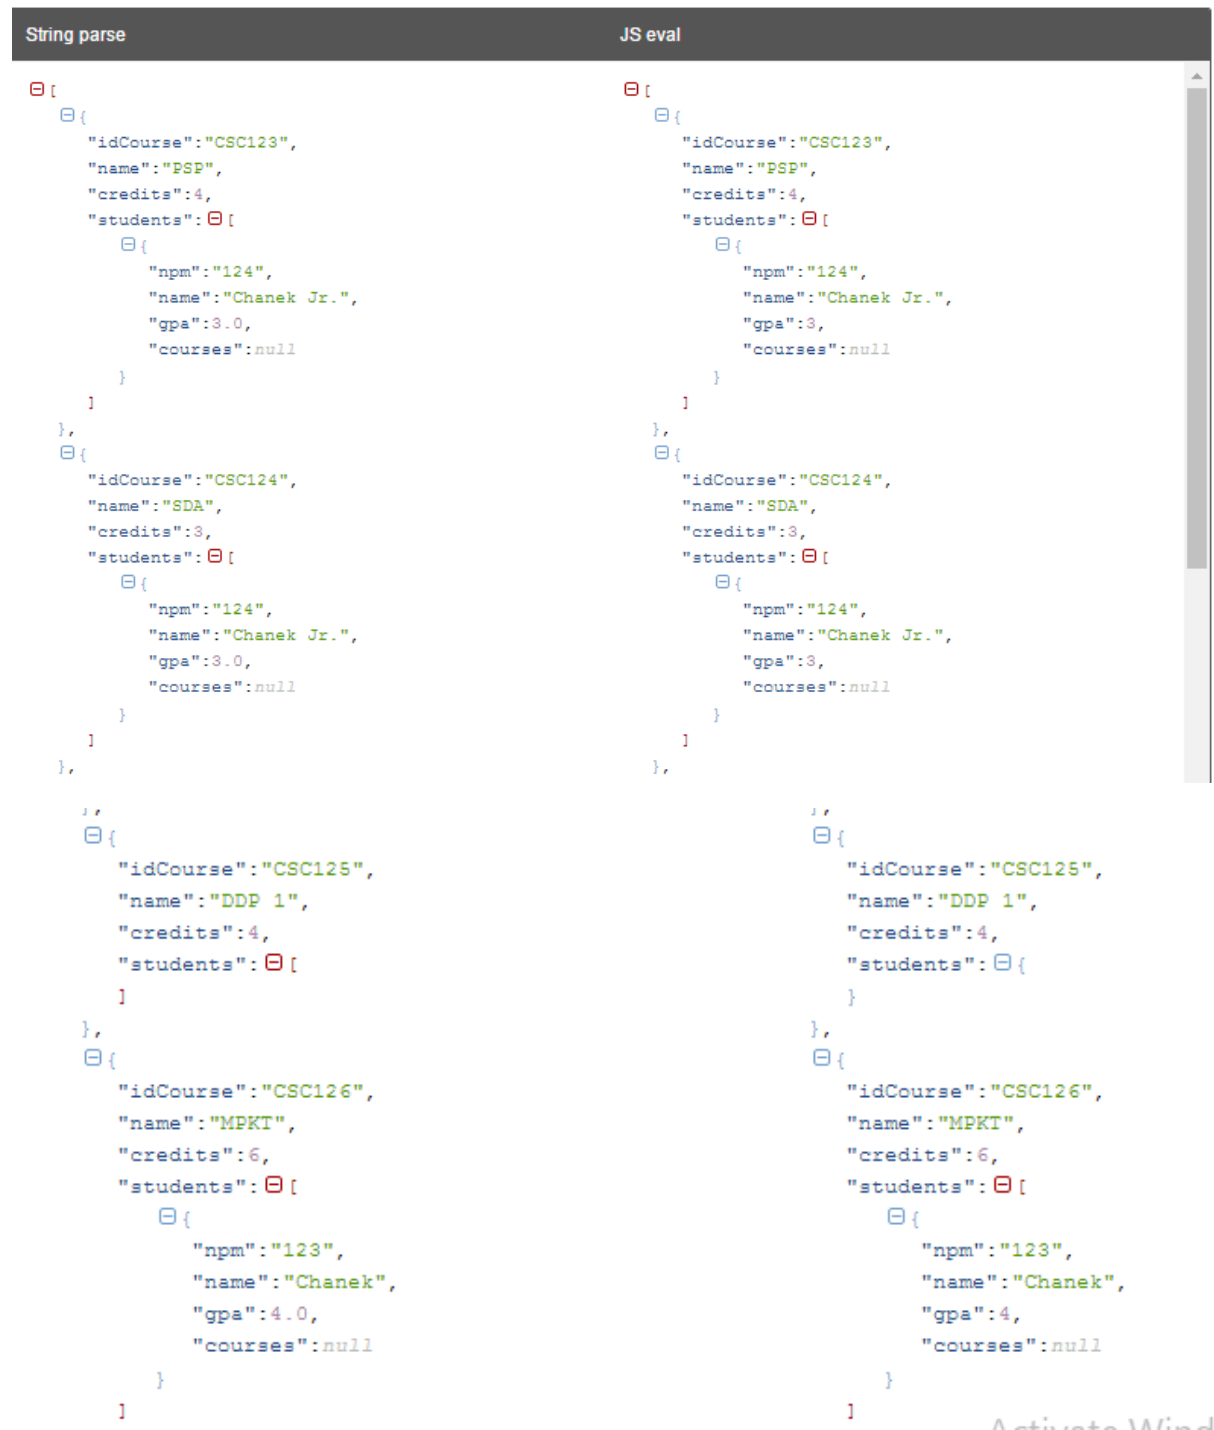 String parse
JS eval
[
{
"idCourse":"CSC123",
"name":"PSP",
"credits":4,
"students":[
{
"npm":"124",
"name":"Chanek Jr.",
"gpa":3.0,
"courses":null
}
]
},
{
"idCourse":"CSC124",
"name":"SDA",
"credits":3,
"students":[
{
"npm":"124",
"name":"Chanek Jr.",
"gpa":3.0,
"courses":null
}
]
},
[
{
"idCourse":"CSC123",
"name":"PSP",
"credits":4,
"students":[
{
"npm":"124",
"name":"Chanek Jr.",
"gpa":3,
"courses":null
}
]
},
{
"idCourse":"CSC124",
"name":"SDA",
"credits":3,
"students":[
{
"npm":"124",
"name":"Chanek Jr.",
"gpa":3,
"courses":null
}
]
},
},
{
"idCourse":"CSC125",
"name":"DDP 1",
"credits":4,
"students":[
]
},
{
"idCourse":"CSC126",
"name":"MPKT",
"credits":6,
"students":[
{
"npm":"123",
"name":"Chanek",
"gpa":4.0,
"courses":null
}
]
},
{
"idCourse":"CSC125",
"name":"DDP 1",
"credits":4,
"students":{
}
},
{
"idCourse":"CSC126",
"name":"MPKT",
"credits":6,
"students":[
{
"npm":"123",
"name":"Chanek",
"gpa":4,
"courses":null
}
]